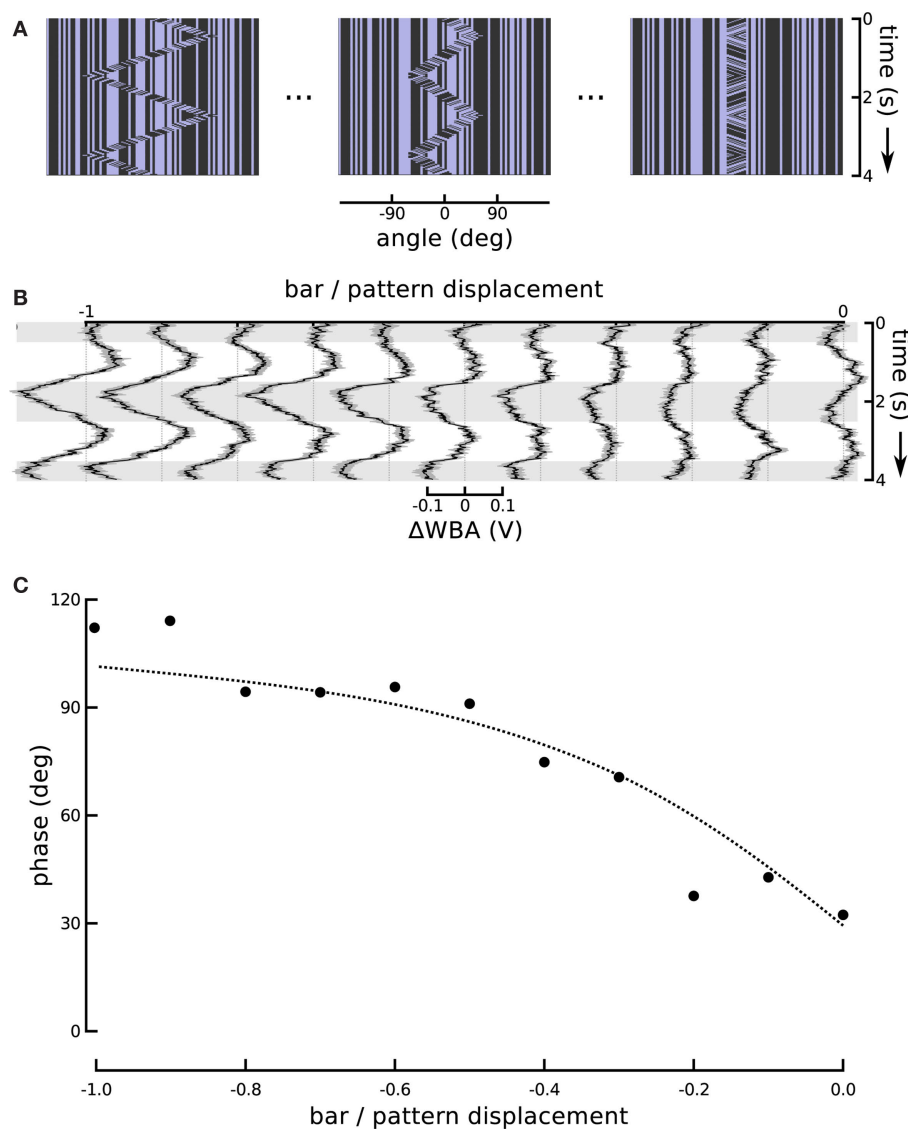 A
...
...
0
2
4
time (s)
-90 0 90
angle (deg)
B
bar / pattern displacement
-1 0
0
2
4
time (s)
-0.1 0 0.1
ΔWBA (V)
C
120
90
60
30
0
phase (deg)
-1.0 -0.8 -0.6 -0.4 -0.2 0.0
bar / pattern displacement